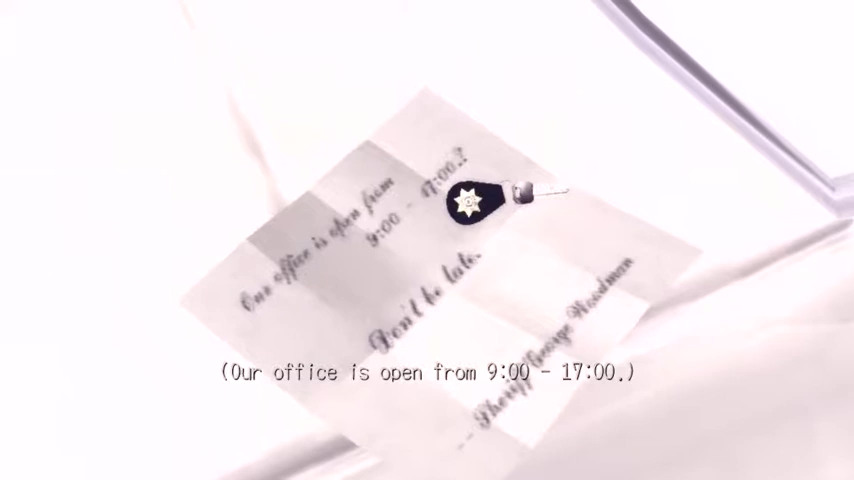 Our office is open from
9:00 - 17:00.
Don't be late.
-- Sheriff George Woodman
(Our office is open from 9:00 - 17:00.)